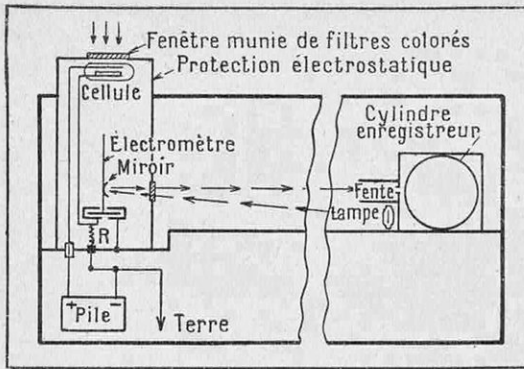 Fenêtre munie de filtres colorés
Protection électrostatique
Cellule
Cylindre
enregistreur
Électromètre
Miroir
Fente
Lampe
R
+ Pile -
Terre